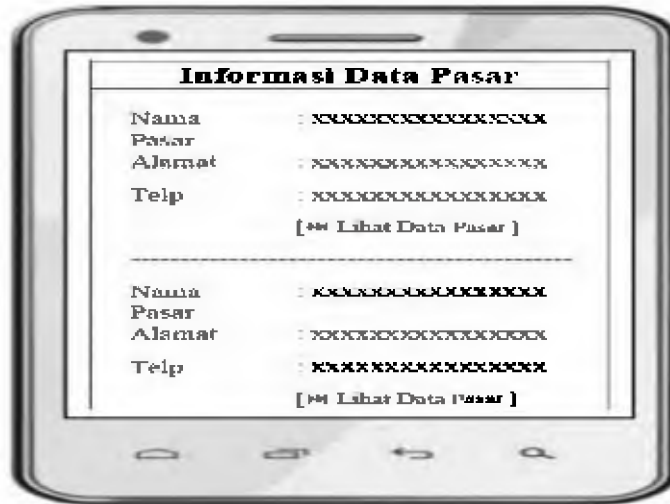 Informasi Data Pasar
Nama : xxxxxxxxxxxxxxxxx
Pasar
Alamat : xxxxxxxxxxxxxxxxx
Telp : xxxxxxxxxxxxxxxxx
[⏭ Lihat Data Pasar ]
--------------------------------------------------
Nama : xxxxxxxxxxxxxxxxx
Pasar
Alamat : xxxxxxxxxxxxxxxxx
Telp : xxxxxxxxxxxxxxxxx
[⏭ Lihat Data Pasar ]